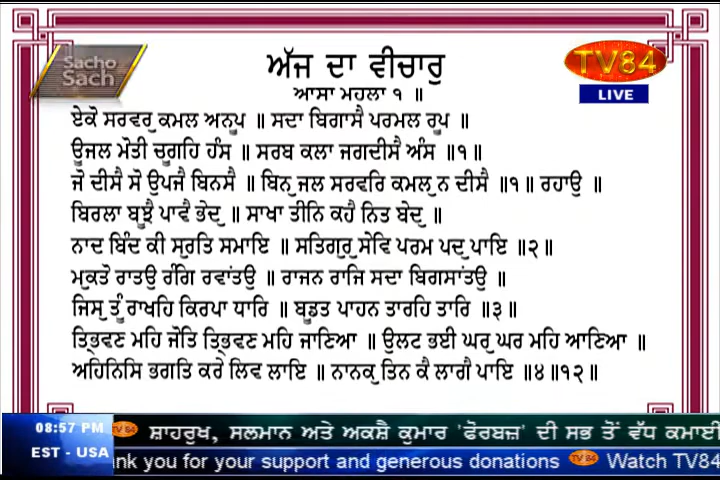 Sacho
Sach
ਅੱਜ ਦਾ ਵੀਚਾਰੁ
TV84
LIVE
ਆਸਾ ਮਹਲਾ ੧ ॥
ਏਕੋ ਸਰਵਰੁ ਕਮਲ ਅਨੂਪ ॥ ਸਦਾ ਬਿਗਾਸੈ ਪਰਮਲ ਰੂਪ ॥
ਊਜਲ ਮੋਤੀ ਚੂਗਹਿ ਹੰਸ ॥ ਸਰਬ ਕਲਾ ਜਗਦੀਸੈ ਅੰਸ ॥੧॥
ਜੋ ਦੀਸੈ ਸੋ ਉਪਜੈ ਬਿਨਸੈ ॥ ਬਿਨੁ ਜਲ ਸਰਵਰਿ ਕਮਲੁ ਨ ਦੀਸੈ ॥੧॥ ਰਹਾਉ ॥
ਬਿਰਲਾ ਬੂਝੈ ਪਾਵੈ ਭੇਦੁ ॥ ਸਾਖਾ ਤੀਨਿ ਕਹੈ ਨਿਤ ਬੇਦੁ ॥
ਨਾਦ ਬਿੰਦ ਕੀ ਸੁਰਤਿ ਸਮਾਇ ॥ ਸਤਿਗੁਰੁ ਸੇਵਿ ਪਰਮ ਪਦੁ ਪਾਇ ॥੨॥
ਮੁਕਤੋ ਰਾਤਉ ਰੰਗਿ ਰਵਾਂਤਉ ॥ ਰਾਜਨ ਰਾਜਿ ਸਦਾ ਬਿਗਸਾਂਤਉ ॥
ਜਿਸੁ ਤੂੰ ਰਾਖਹਿ ਕਿਰਪਾ ਧਾਰਿ ॥ ਬੂਡਤ ਪਾਹਨ ਤਾਰਹਿ ਤਾਰਿ ॥੩॥
ਤ੍ਰਿਭਵਣ ਮਹਿ ਜੋਤਿ ਤ੍ਰਿਭਵਣ ਮਹਿ ਜਾਣਿਆ ॥ ਉਲਟ ਭਈ ਘਰੁ ਘਰ ਮਹਿ ਆਣਿਆ ॥
ਅਹਿਨਿਸਿ ਭਗਤਿ ਕਰੇ ਲਿਵ ਲਾਇ ॥ ਨਾਨਕੁ ਤਿਨ ਕੈ ਲਾਗੈ ਪਾਇ ॥੪॥੧੨॥
08:57 PM
EST - USA
TV84 ਸ਼ਾਹਰੁਖ, ਸਲਮਾਨ ਅਤੇ ਅਕਸ਼ੈ ਕੁਮਾਰ 'ਫੋਰਬਜ਼' ਦੀ ਸਭ ਤੋਂ ਵੱਧ ਕਮਾਈ
nk you for your support and generous donations TV84 Watch TV84